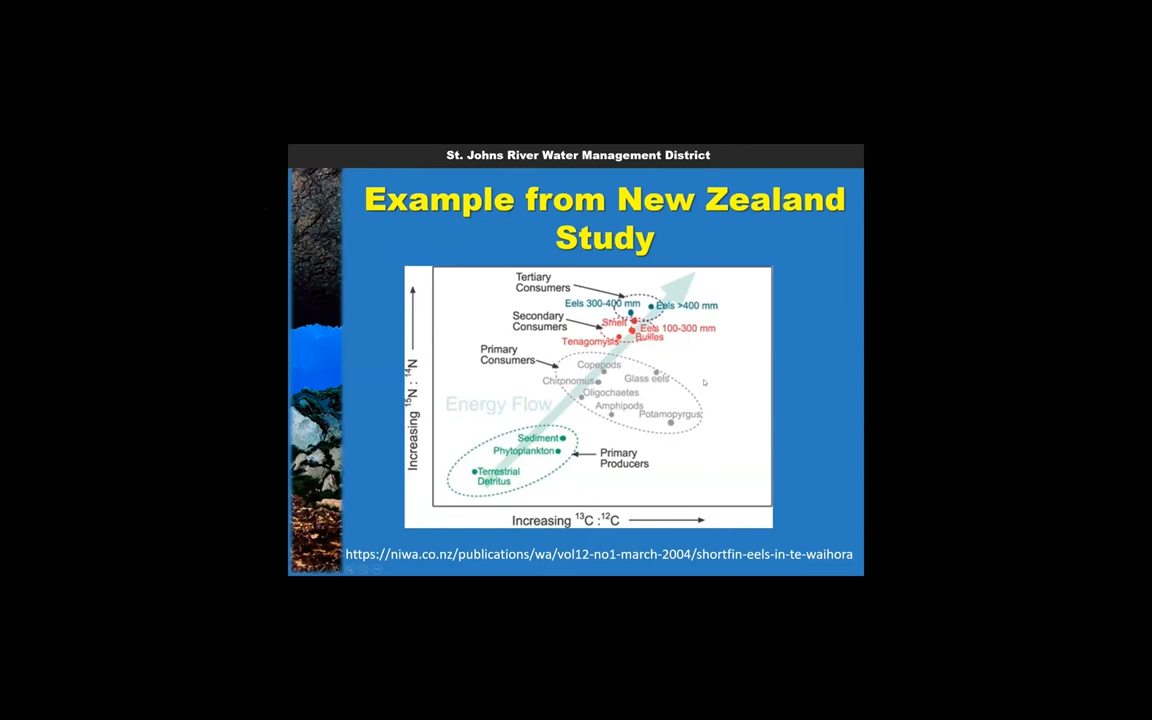 St. Johns River Water Management District
Example from New Zealand
Study
Tertiary
Consumers
Eels 300-400 mm
Eels >400 mm
Secondary
Consumers
Smelt
Eels 100-300 mm
Tenagomysis
Bullies
Primary
Consumers
Copepods
Chironomus
Glass eels
Oligochaetes
Amphipods
Potamopyrgus
Energy Flow
Sediment
Phytoplankton
Primary
Producers
Terrestrial
Detritus
Increasing ¹⁵N : ¹⁴N
Increasing ¹³C :¹²C
https://niwa.co.nz/publications/wa/vol12-no1-march-2004/shortfin-eels-in-te-waihora